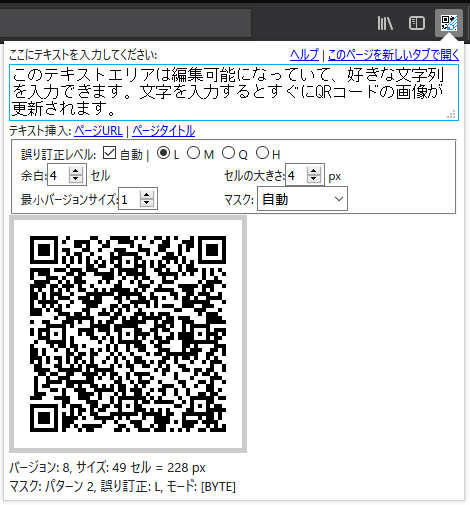 ここにテキストを入力してください: ヘルプ | このページを新しいタブで開く
このテキストエリアは編集可能になっていて、好きな文字列
を入力できます。文字を入力するとすぐにQRコードの画像が
更新されます。
テキスト挿入: ページURL | ページタイトル
誤り訂正レベル: 自動 | L M Q H
余白: 4 セル セルの大きさ: 4 px
最小バージョンサイズ: 1 マスク: 自動
バージョン: 8, サイズ: 49 セル = 228 px
マスク: パターン 2, 誤り訂正: L, モード: [BYTE]